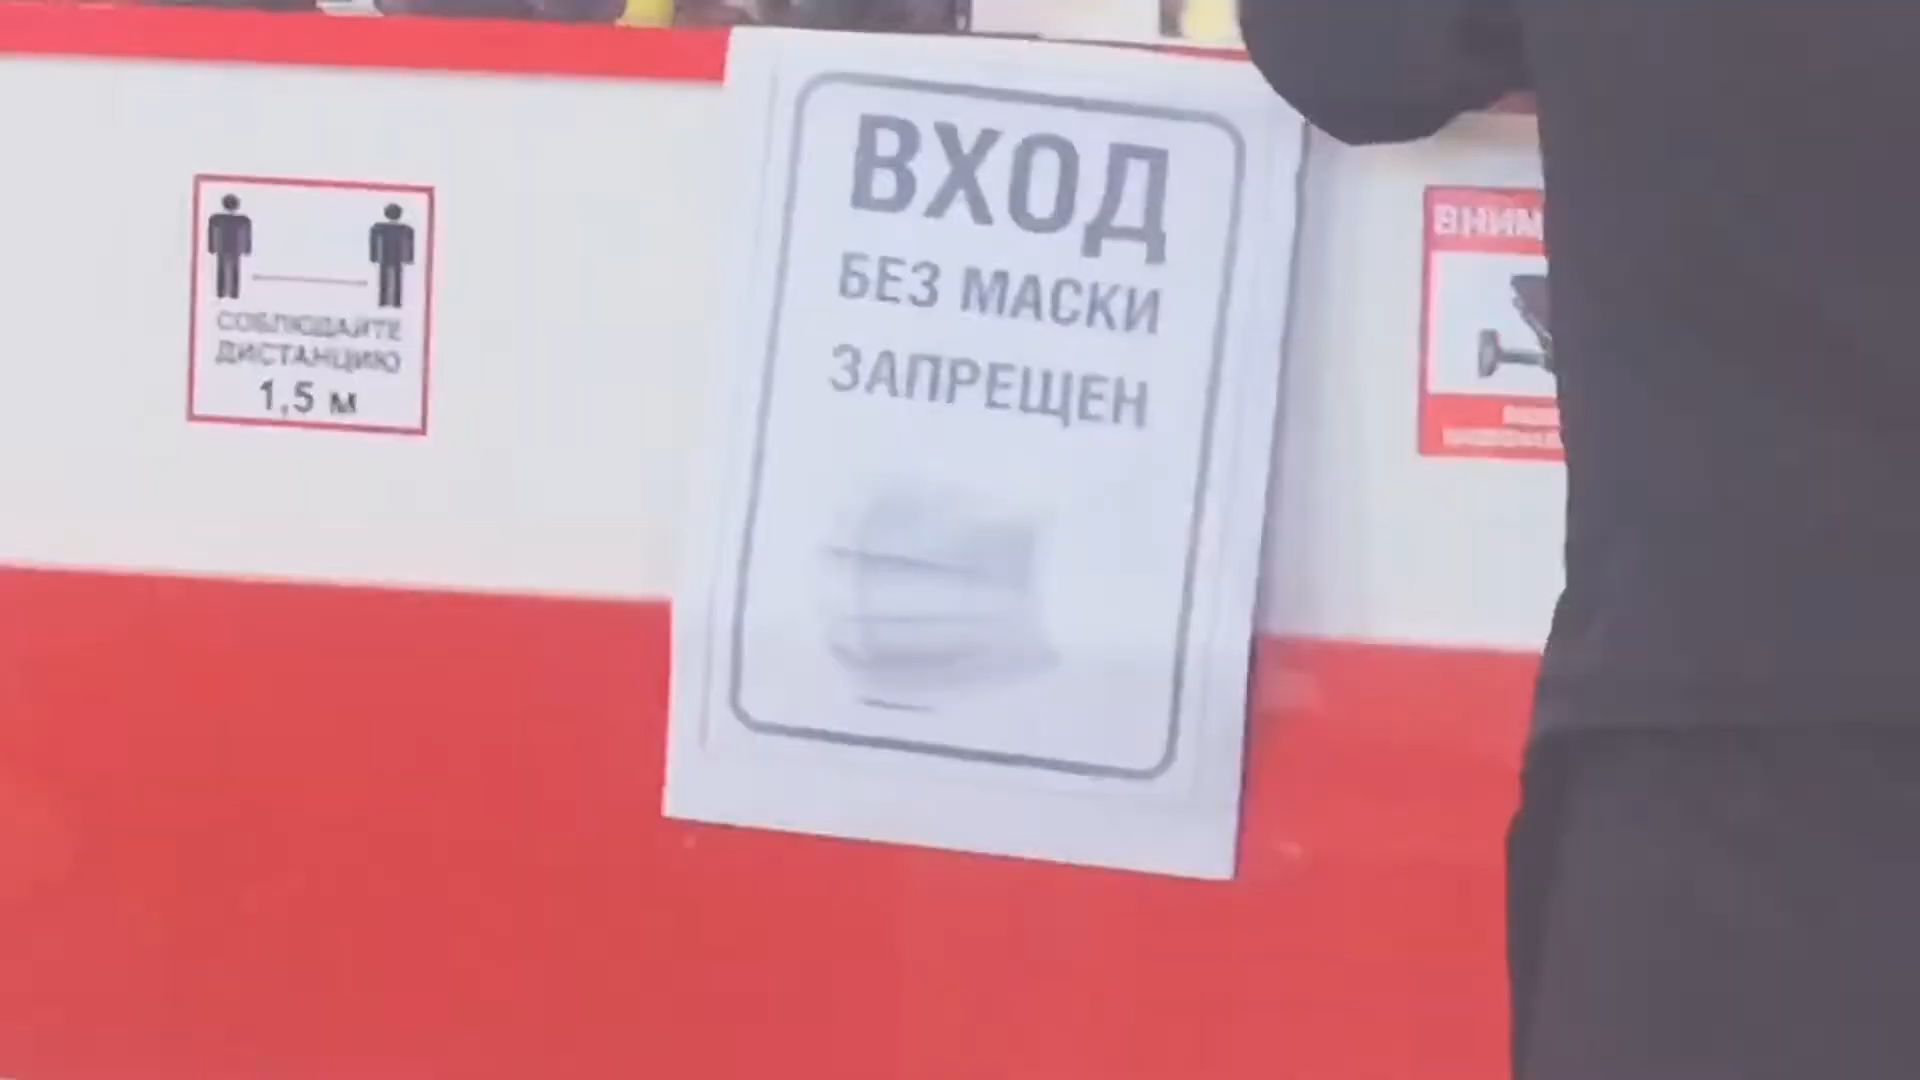 СОБЛЮДАЙТЕ
ДИСТАНЦИЮ
1,5 м
ВХОД
БЕЗ МАСКИ
ЗАПРЕЩЕН
ВНИМ